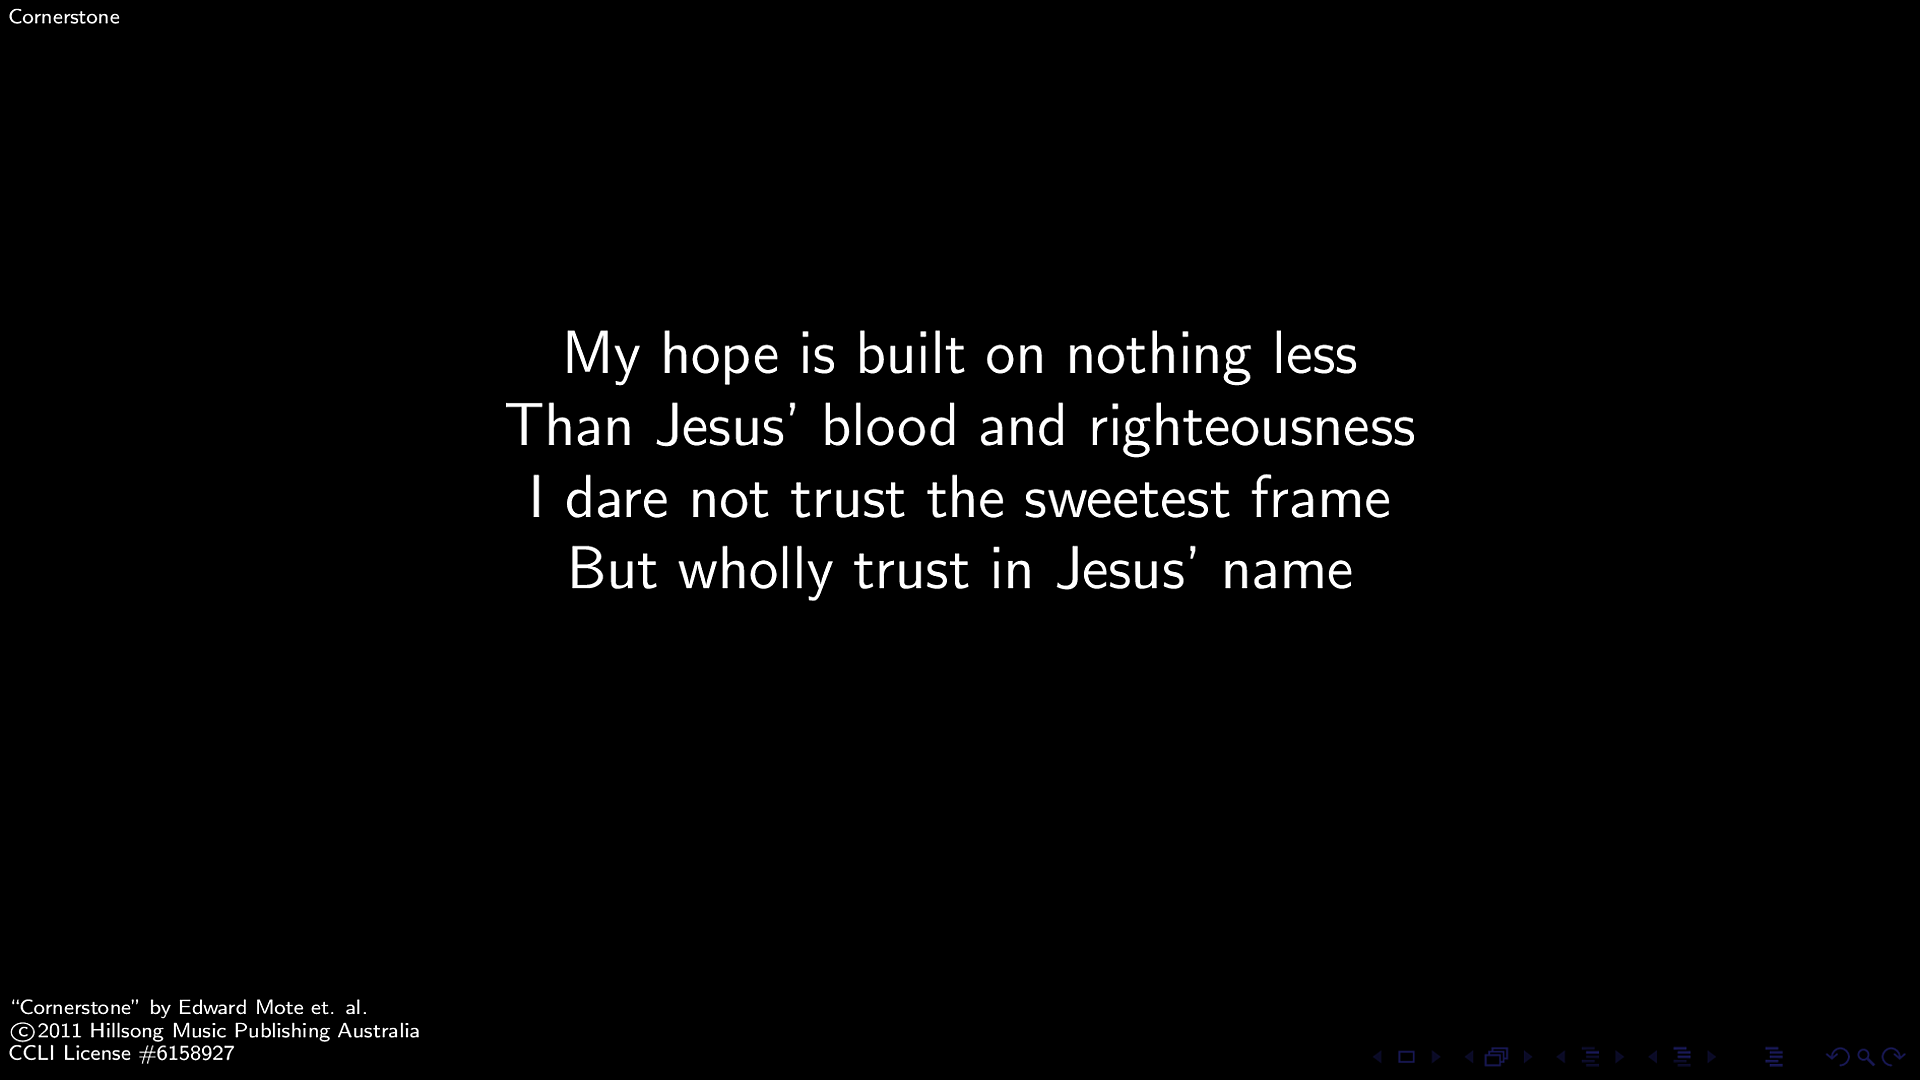 Cornerstone
My hope is built on nothing less
Than Jesus’ blood and righteousness
I dare not trust the sweetest frame
But wholly trust in Jesus’ name
“Cornerstone” by Edward Mote et. al.
©2011 Hillsong Music Publishing Australia
CCLI License #6158927